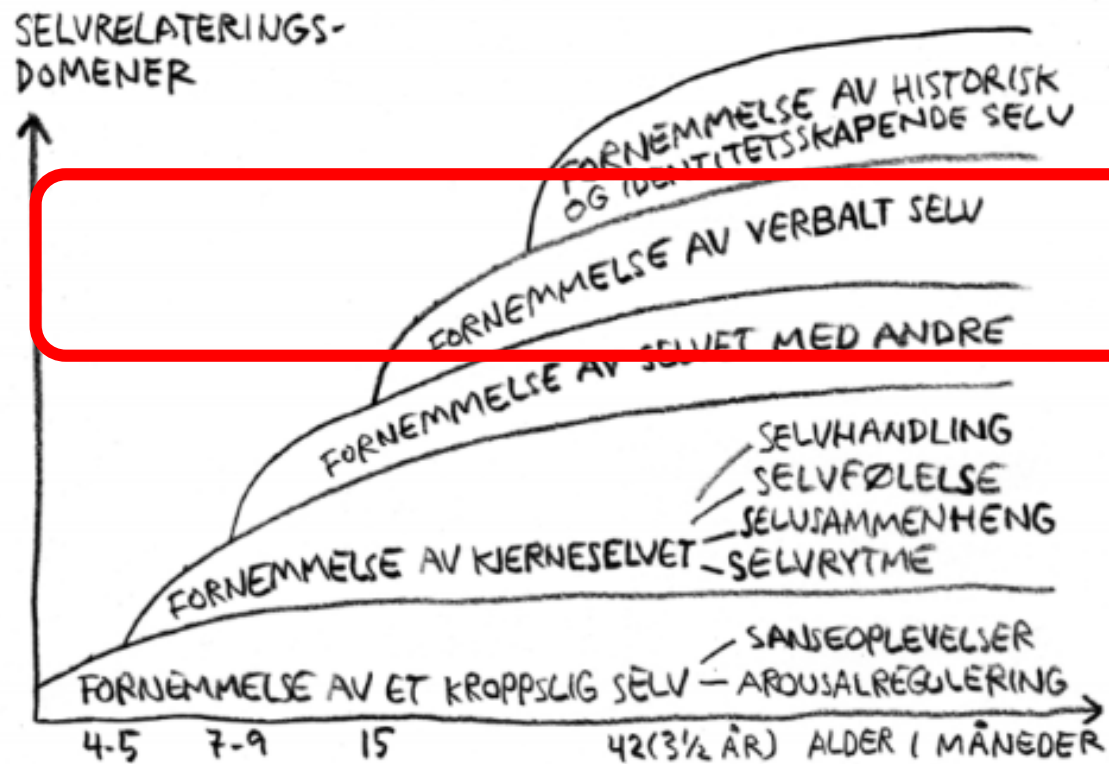 SELVRELATERINGS-
DOMENER
FORNEMMELSE AV HISTORISK
OG IDENTITETSSKAPENDE SELV
FORNEMMELSE AV VERBALT SELV
FORNEMMELSE AV SELVET MED ANDRE
SELVHANDLING
SELVFØLELSE
FORNEMMELSE AV KJERNESELVET
SELVSAMMENHENG
SELVRYTME
SANSEOPLEVELSER
FORNEMMELSE AV ET KROPPSLIG SELV
AROUSALREGULERING
4-5 7-9 15 42(3½ ÅR) ALDER I MÅNEDER